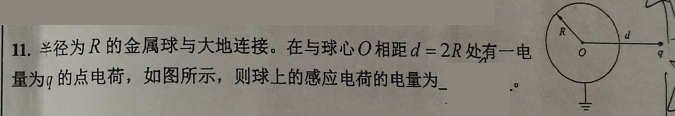 11. 半径为R的金属球与大地连接。在与球心O相距d=2R处有一电
量为q的点电荷，如图所示，则球上的感应电荷的电量为_ 。
R
d
O
q